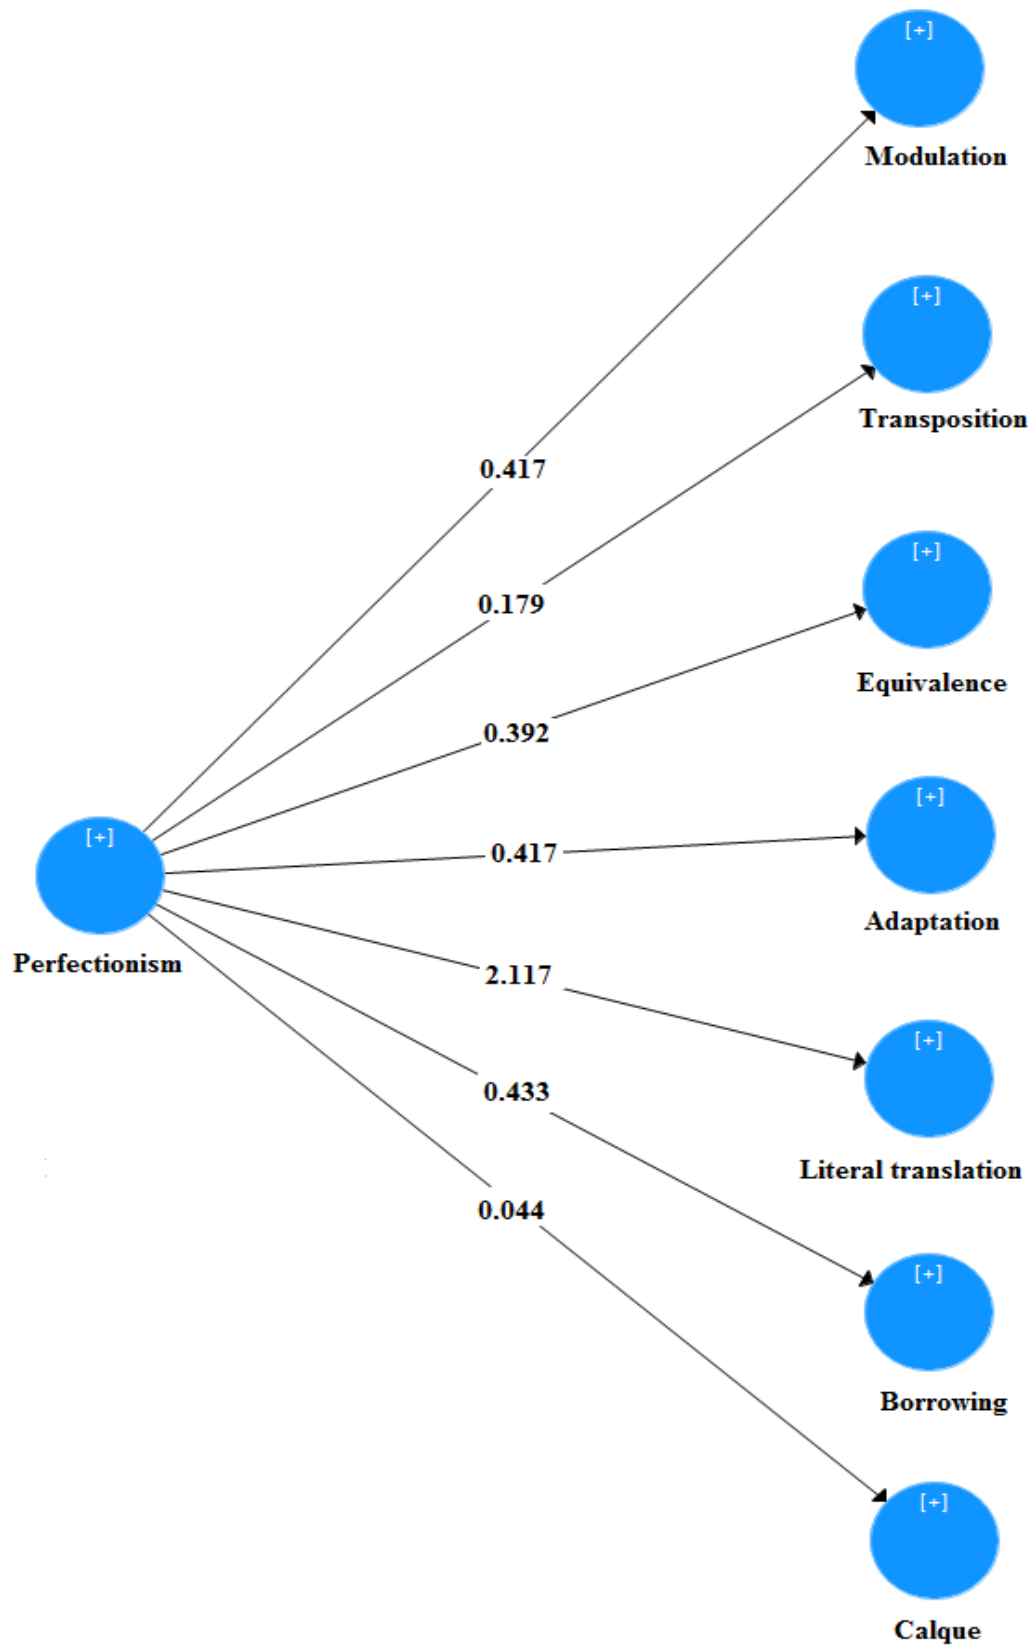 [+]
Modulation
[+]
Transposition
0.417
[+]
0.179
Equivalence
0.392
[+]
[+]
0.417
Adaptation
Perfectionism
2.117
[+]
0.433
Literal translation
0.044
[+]
Borrowing
[+]
Calque